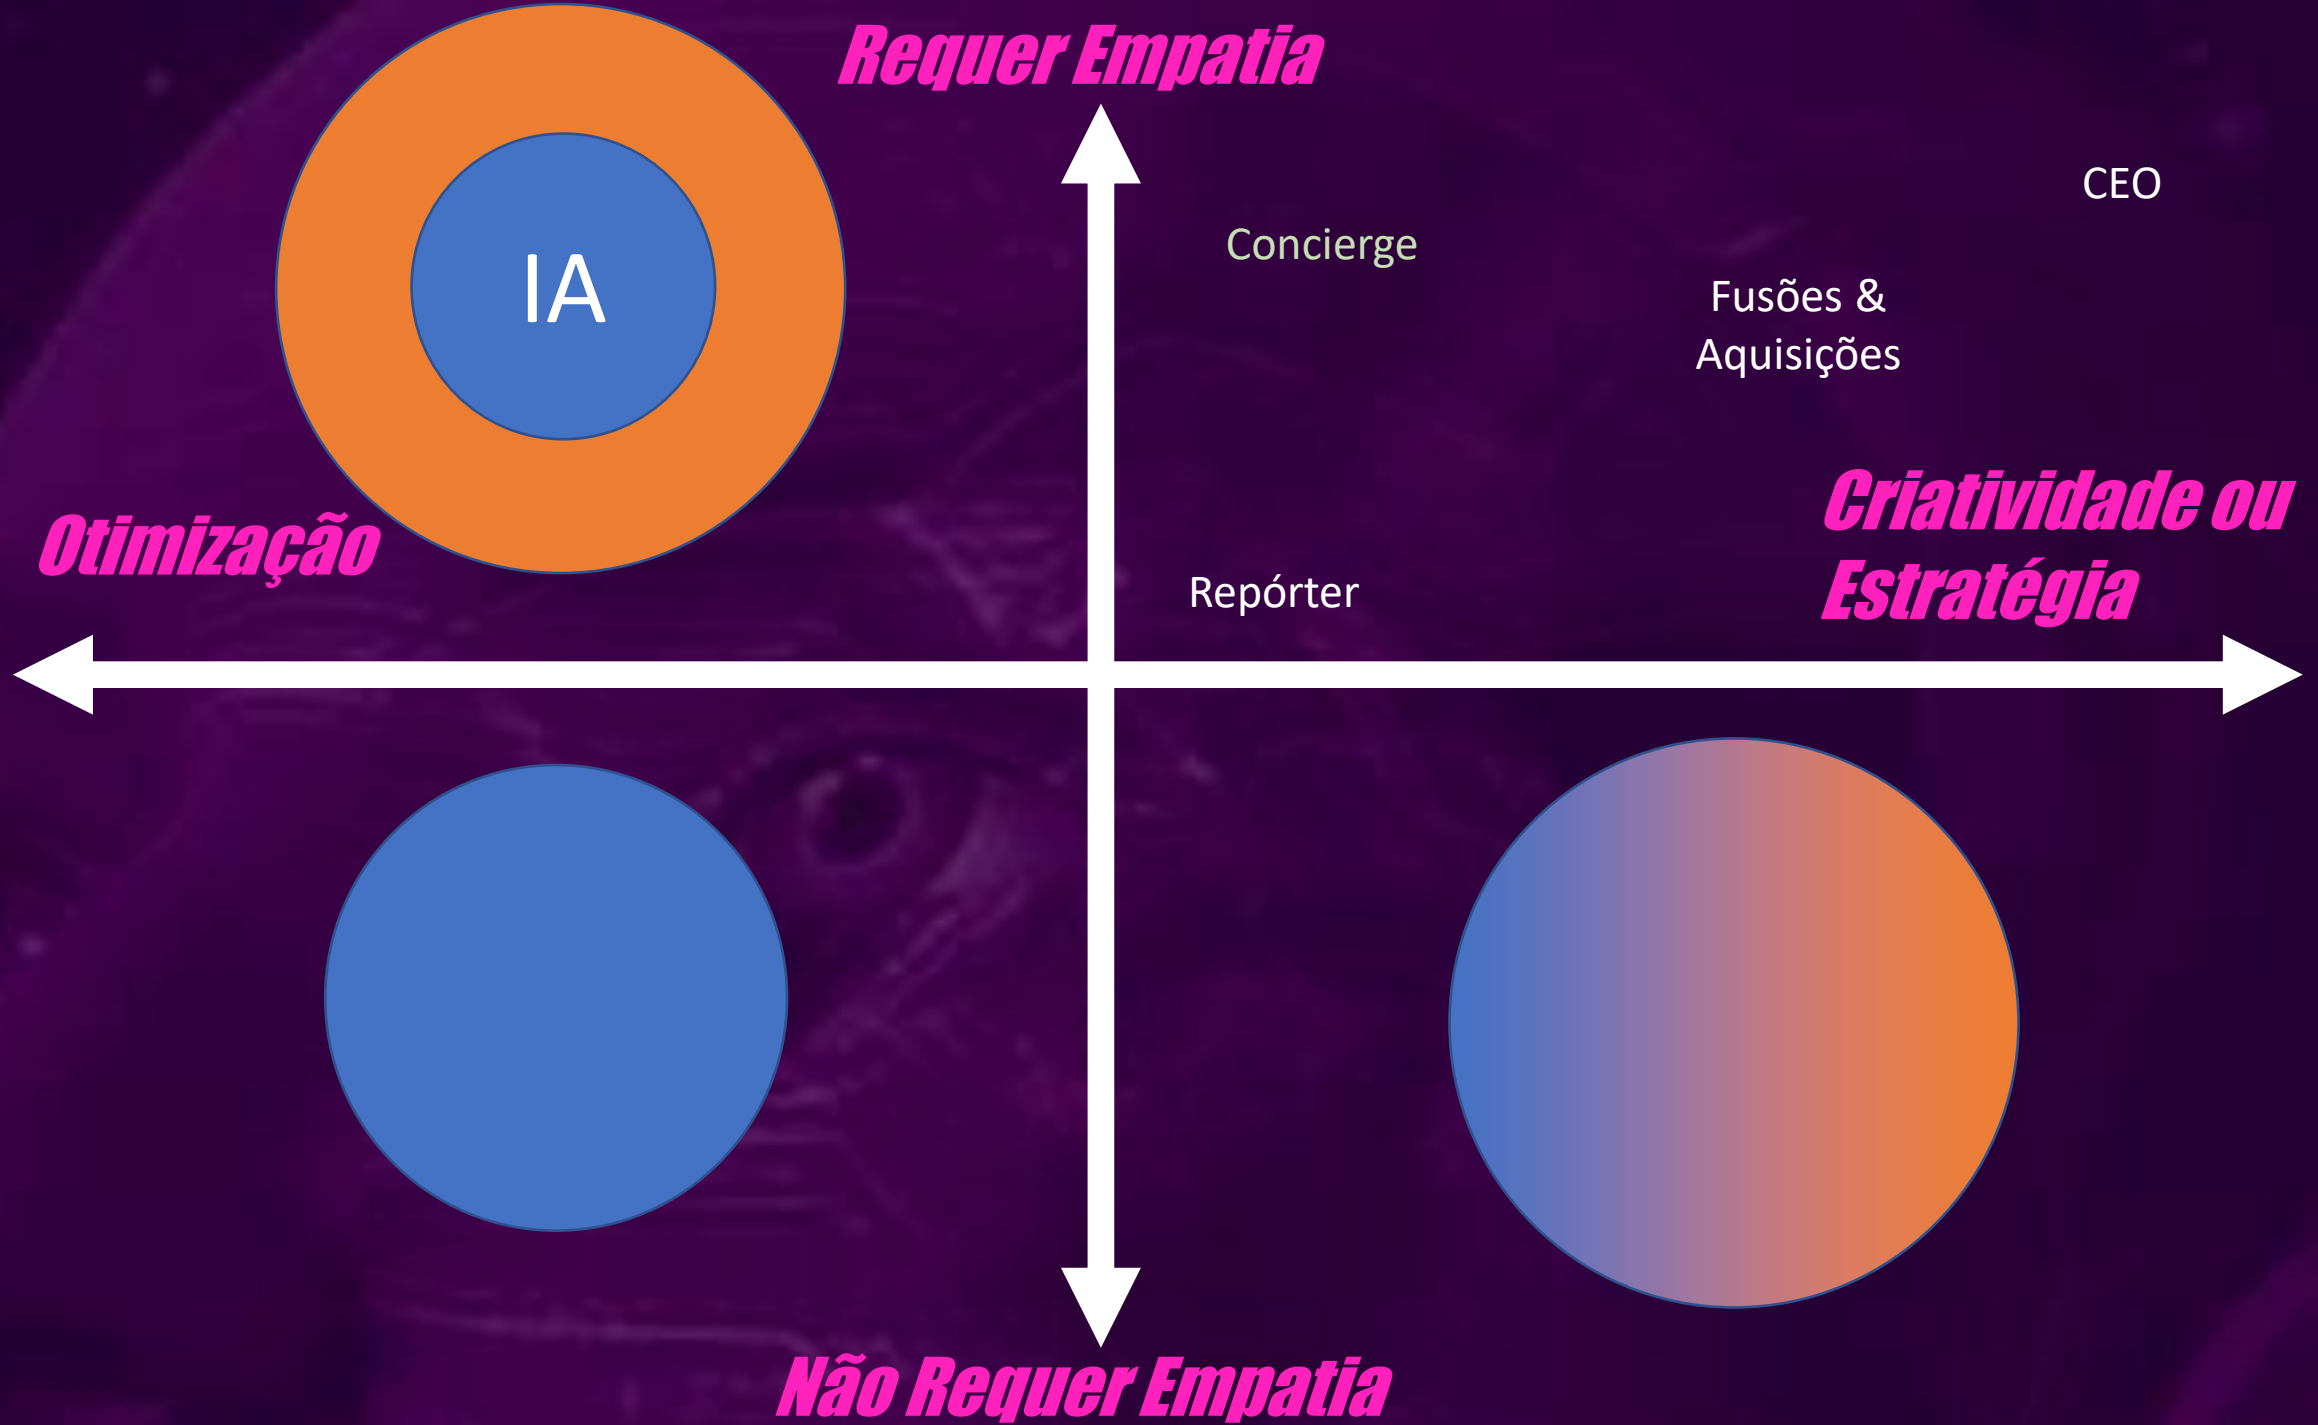 Requer Empatia
CEO
Concierge
IA
Fusões &
Aquisições
Criatividade ou
Estratégia
Otimização
Repórter
Não Requer Empatia